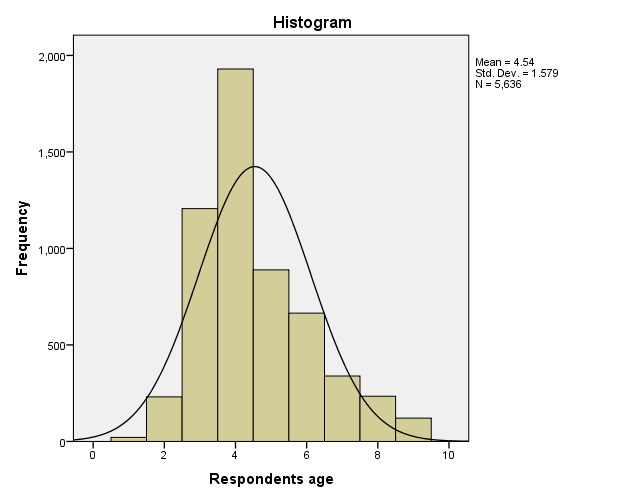 Histogram
Mean = 4.54
Std. Dev. = 1.579
N = 5,636
2,000
1,500
1,000
500
0
Frequency
0 2 4 6 8 10
Respondents age